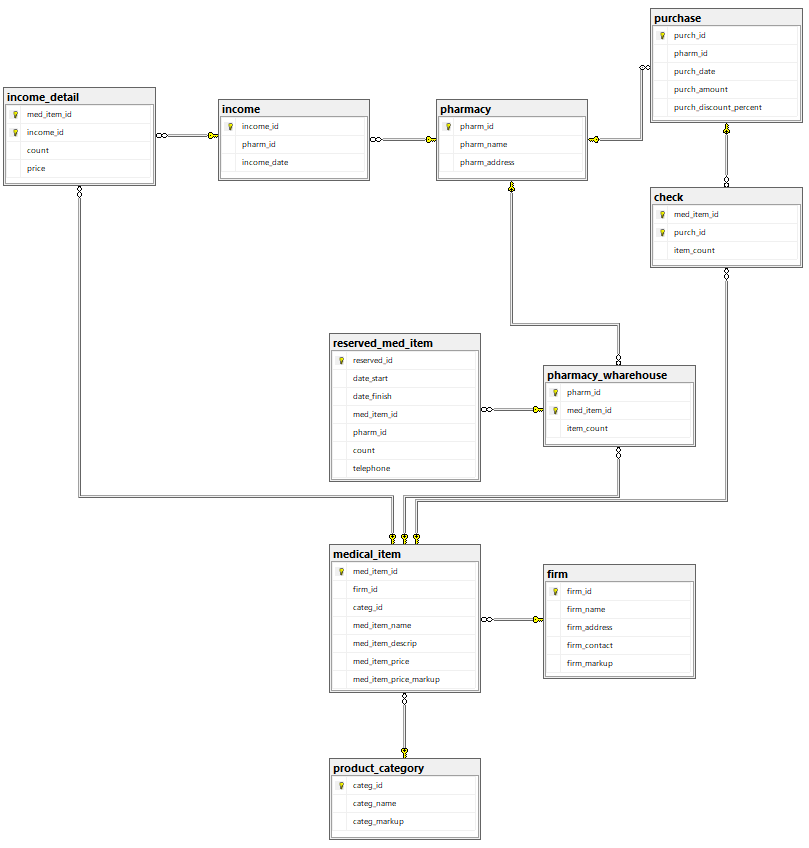 purchase
purch_id
pharm_id
purch_date
purch_amount
purch_discount_percent
income_detail
med_item_id
income_id
count
price
income
income_id
pharm_id
income_date
pharmacy
pharm_id
pharm_name
pharm_address
check
med_item_id
purch_id
item_count
reserved_med_item
reserved_id
date_start
date_finish
med_item_id
pharm_id
count
telephone
pharmacy_wharehouse
pharm_id
med_item_id
item_count
medical_item
med_item_id
firm_id
categ_id
med_item_name
med_item_descrip
med_item_price
med_item_price_markup
firm
firm_id
firm_name
firm_address
firm_contact
firm_markup
product_category
categ_id
categ_name
categ_markup